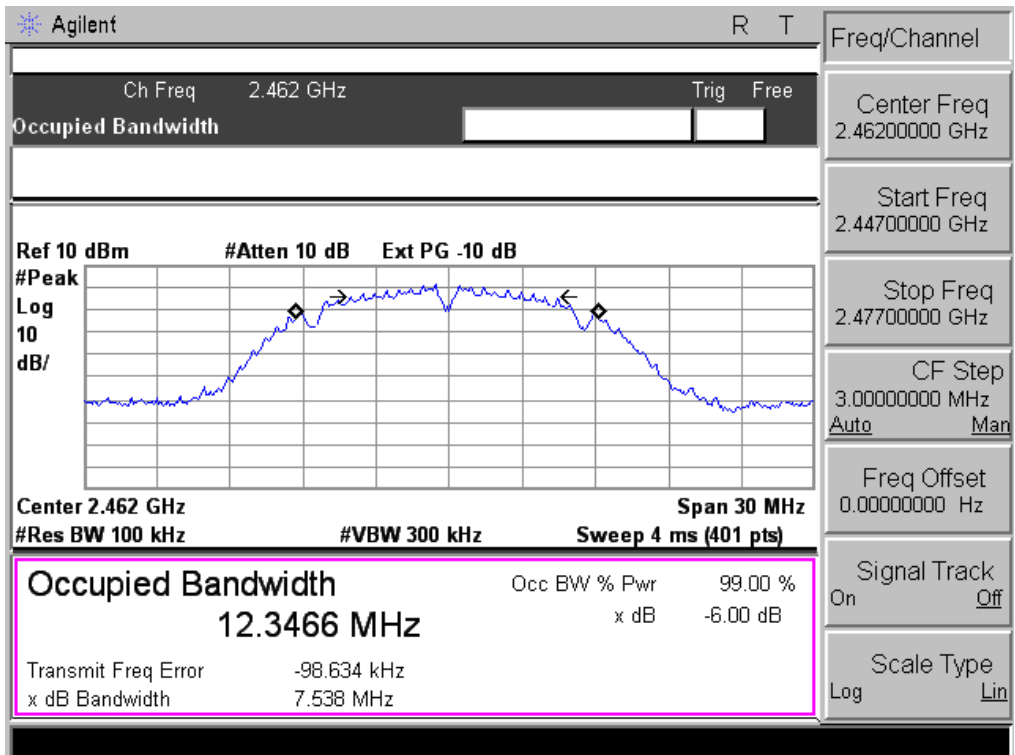 Agilent R T
Ch Freq 2.462 GHz Trig Free
Occupied Bandwidth
Ref 10 dBm #Atten 10 dB Ext PG -10 dB
#Peak
Log
10
dB/
Center 2.462 GHz Span 30 MHz
#Res BW 100 kHz #VBW 300 kHz Sweep 4 ms (401 pts)
Occupied Bandwidth
12.3466 MHz
Occ BW % Pwr 99.00 %
x dB -6.00 dB
Transmit Freq Error -98.634 kHz
x dB Bandwidth 7.538 MHz
Freq/Channel
Center Freq
2.46200000 GHz
Start Freq
2.44700000 GHz
Stop Freq
2.47700000 GHz
CF Step
3.00000000 MHz
Auto Man
Freq Offset
0.00000000 Hz
Signal Track
On Off
Scale Type
Log Lin